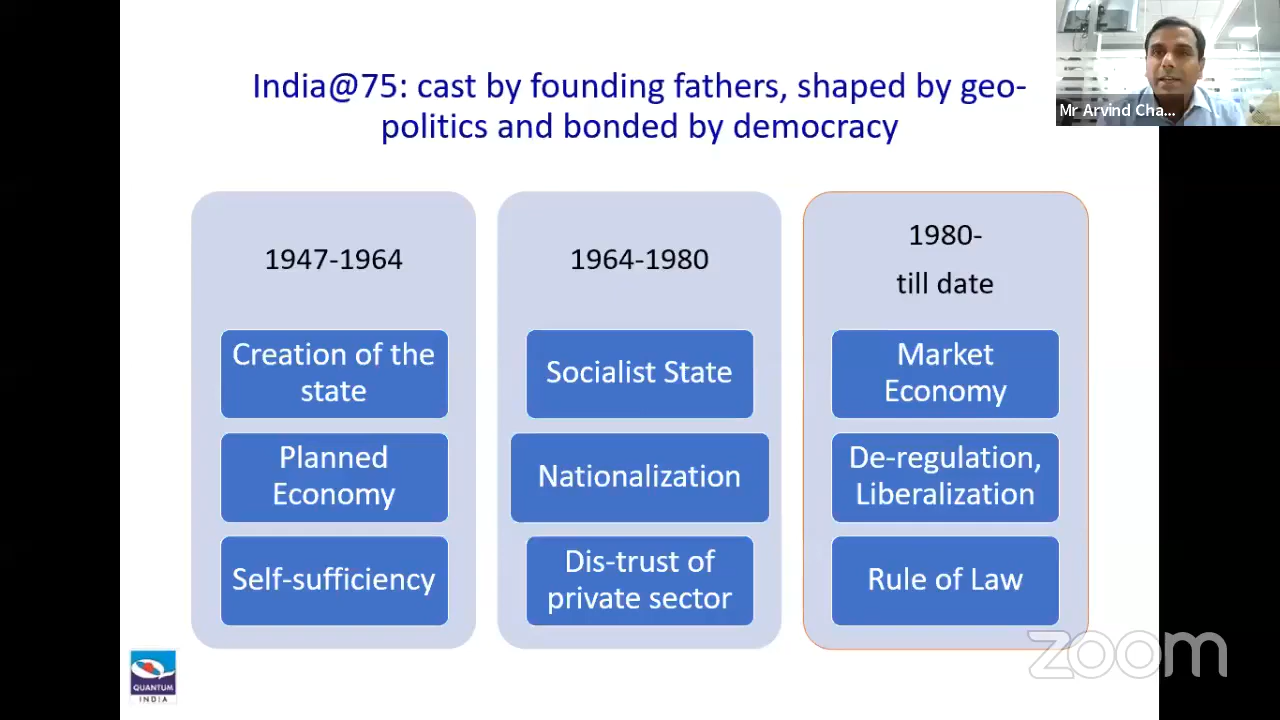 India@75: cast by founding fathers, shaped by geo-
politics and bonded by democracy
Mr Arvind Cha...
1947-1964
Creation of the
state
Planned
Economy
Self-sufficiency
1964-1980
Socialist State
Nationalization
Dis-trust of
private sector
1980-
till date
Market
Economy
De-regulation,
Liberalization
Rule of Law
QUANTUM
INDIA
zoom